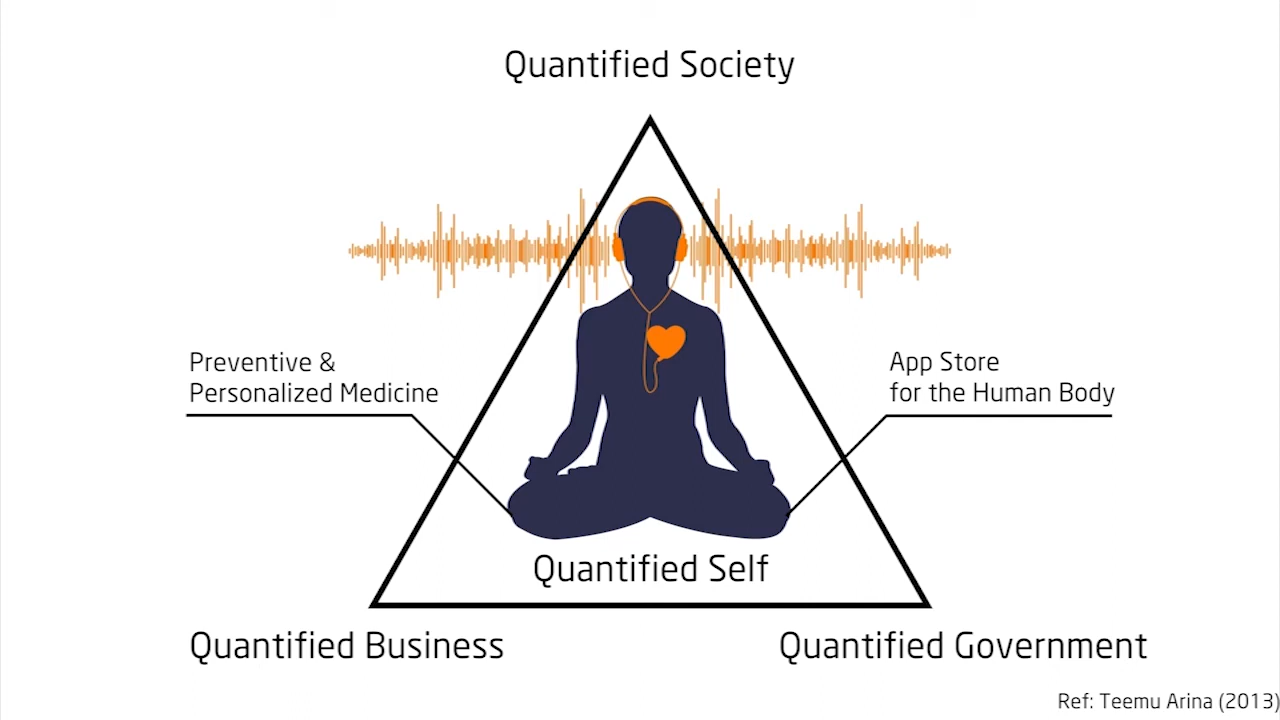 Quantified Society
Preventive &
Personalized Medicine
App Store
for the Human Body
Quantified Self
Quantified Business
Quantified Government
Ref: Teemu Arina (2013)